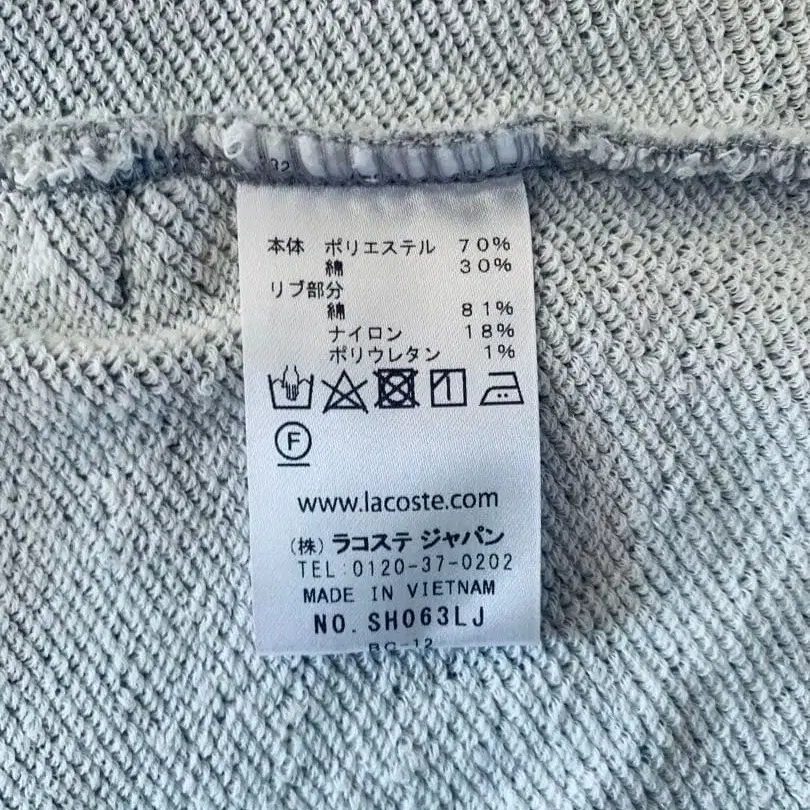 本体 ポリエステル 70%
綿 30%
リブ部分
綿 81%
ナイロン 18%
ポリウレタン 1%
F
www.lacoste.com
(株) ラコステ ジャパン
TEL:0120-37-0202
MADE IN VIETNAM
NO. SH063LJ